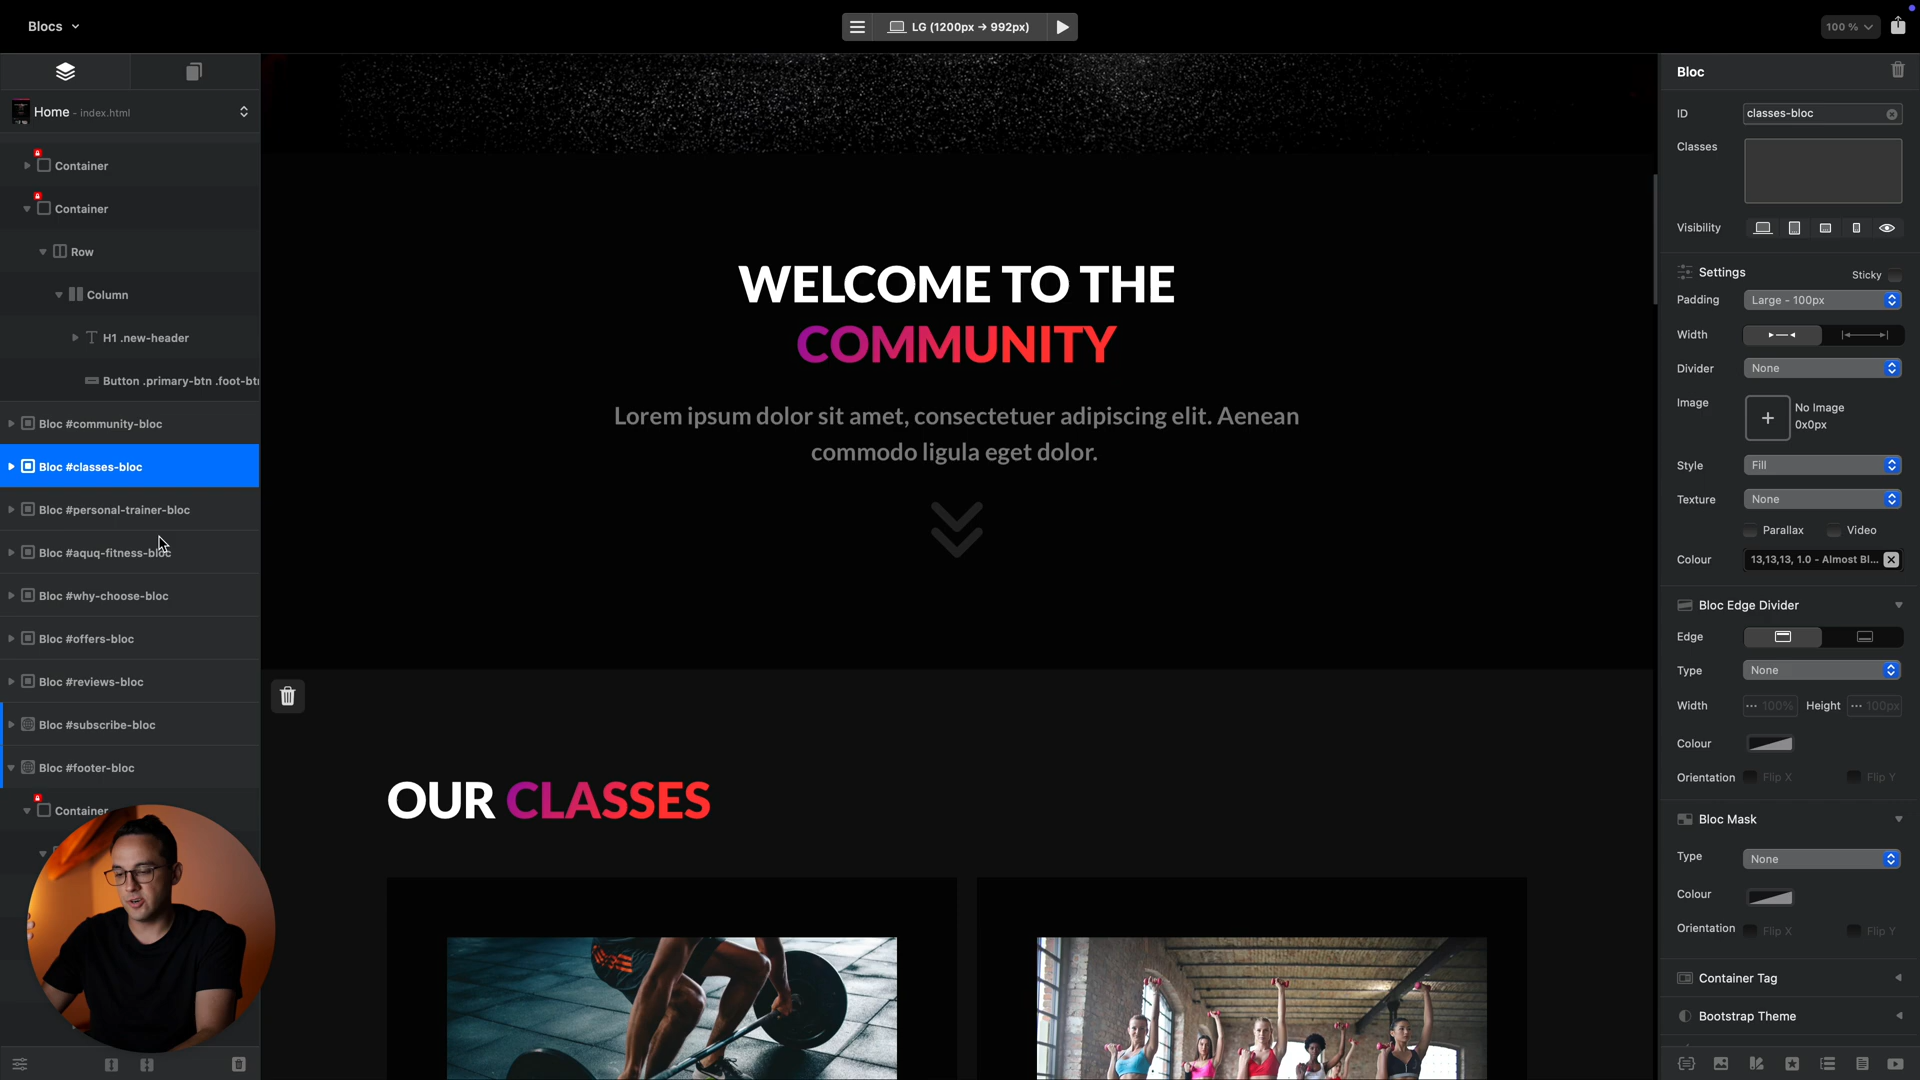 Blocs
LG (1200px → 992px)
100 %
Home - index.html
Container
Container
Row
Column
H1 .new-header
Button .primary-btn .foot-btn
Bloc #community-bloc
Bloc #classes-bloc
Bloc #personal-trainer-bloc
Bloc #aquq-fitness-bloc
Bloc #why-choose-bloc
Bloc #offers-bloc
Bloc #reviews-bloc
Bloc #subscribe-bloc
Bloc #footer-bloc
Container
WELCOME TO THE
COMMUNITY
Lorem ipsum dolor sit amet, consectetuer adipiscing elit. Aenean
commodo ligula eget dolor.
OUR CLASSES
Bloc
ID classes-bloc
Classes
Visibility
Settings Sticky
Padding Large - 100px
Width
Divider None
Image No Image
0x0px
Style Fill
Texture None
Parallax Video
Colour 13,13,13, 1.0 - Almost Bl...
Bloc Edge Divider
Edge
Type None
Width 100% Height 100px
Colour
Orientation Flip X Flip Y
Bloc Mask
Type None
Colour
Orientation Flip X Flip Y
Container Tag
Bootstrap Theme